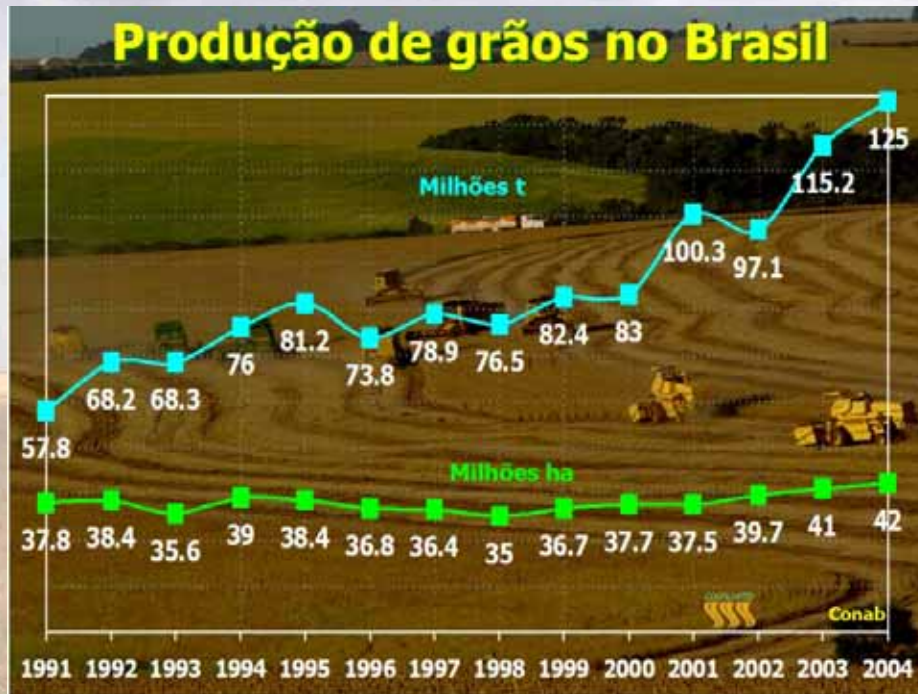 Produção de grãos no Brasil
Milhões t
57.8 68.2 68.3 76 81.2 73.8 78.9 76.5 82.4 83 100.3 97.1 115.2 125
Milhões ha
37.8 38.4 35.6 39 38.4 36.8 36.4 35 36.7 37.7 37.5 39.7 41 42
Conab
1991 1992 1993 1994 1995 1996 1997 1998 1999 2000 2001 2002 2003 2004